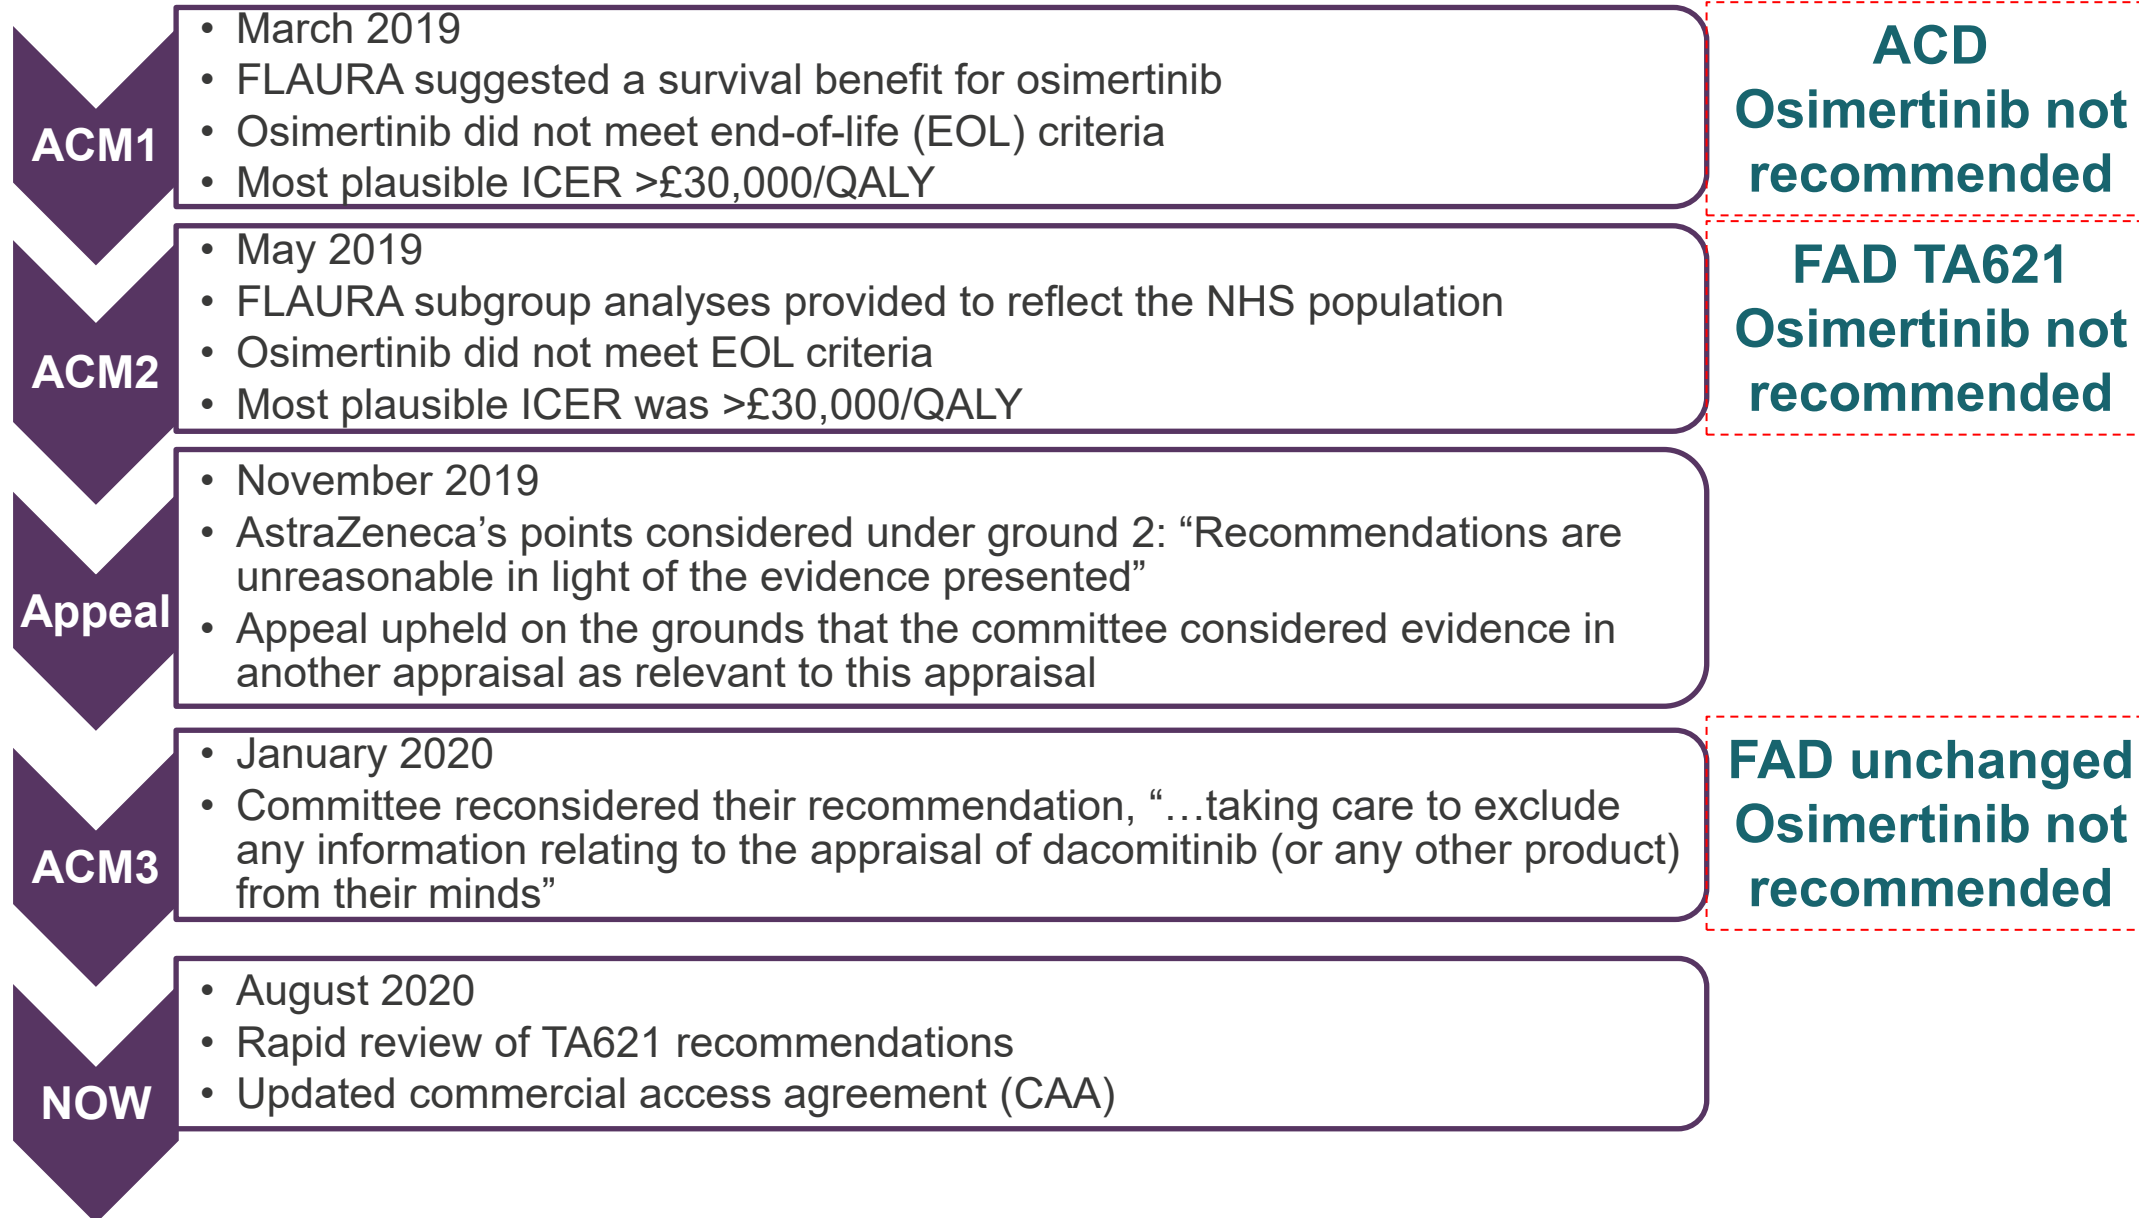 ACM1
• March 2019
• FLAURA suggested a survival benefit for osimertinib
• Osimertinib did not meet end-of-life (EOL) criteria
• Most plausible ICER >£30,000/QALY
ACD
Osimertinib not
recommended
ACM2
• May 2019
• FLAURA subgroup analyses provided to reflect the NHS population
• Osimertinib did not meet EOL criteria
• Most plausible ICER was >£30,000/QALY
FAD TA621
Osimertinib not
recommended
Appeal
• November 2019
• AstraZeneca’s points considered under ground 2: “Recommendations are
unreasonable in light of the evidence presented”
• Appeal upheld on the grounds that the committee considered evidence in
another appraisal as relevant to this appraisal
ACM3
• January 2020
• Committee reconsidered their recommendation, “…taking care to exclude
any information relating to the appraisal of dacomitinib (or any other product)
from their minds”
FAD unchanged
Osimertinib not
recommended
NOW
• August 2020
• Rapid review of TA621 recommendations
• Updated commercial access agreement (CAA)